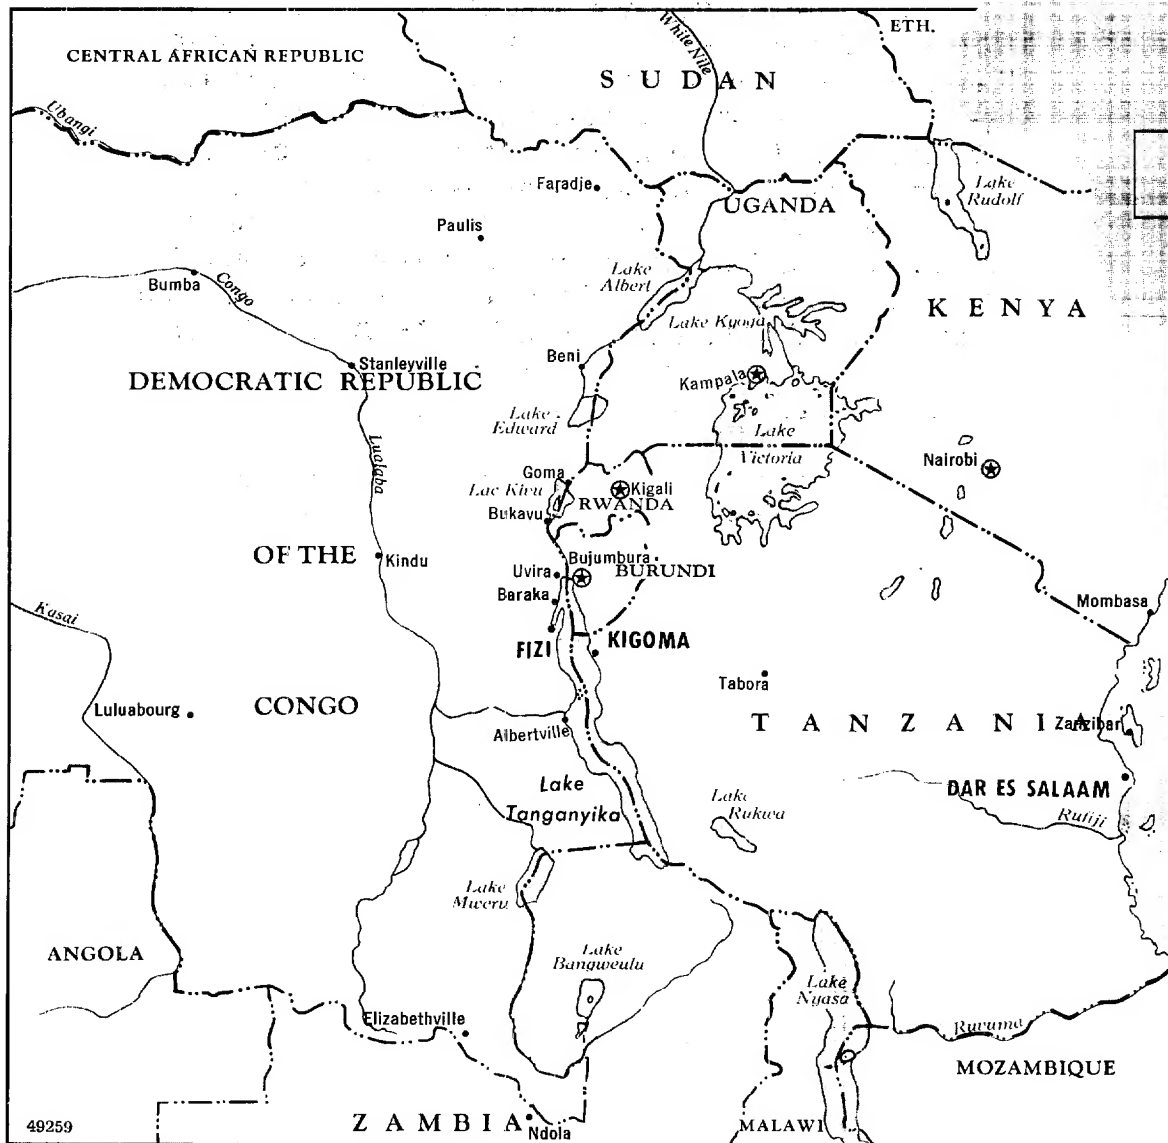 ETH.
CENTRAL AFRICAN REPUBLIC
White Nile
SUDAN
Ubangi
Faradje
UGANDA
Lake
Rudolf
Paulis
Lake
Albert
Bumba
Congo
KENYA
Lake Kyoga
Beni
Stanleyville
Kampala
DEMOCRATIC REPUBLIC
Lake
Edward
Lake
Victoria
Lualaba
Nairobi
Goma
Lac Kivu
Kigali
RWANDA
Bukavu
OF THE
Kindu
Bujumbura
Uvira
BURUNDI
Baraka
Kasai
Mombasa
FIZI
KIGOMA
Tabora
Luluabourg
CONGO
TANZANIA
Zanzibar
Albertville
Lake
Tanganyika
DAR ES SALAAM
Lake
Rukwa
Rufiji
Lake
Mweru
ANGOLA
Lake
Bangweulu
Lake
Nyasa
Elizabethville
Ruvuma
MOZAMBIQUE
49259
ZAMBIA
Ndola
MALAWI